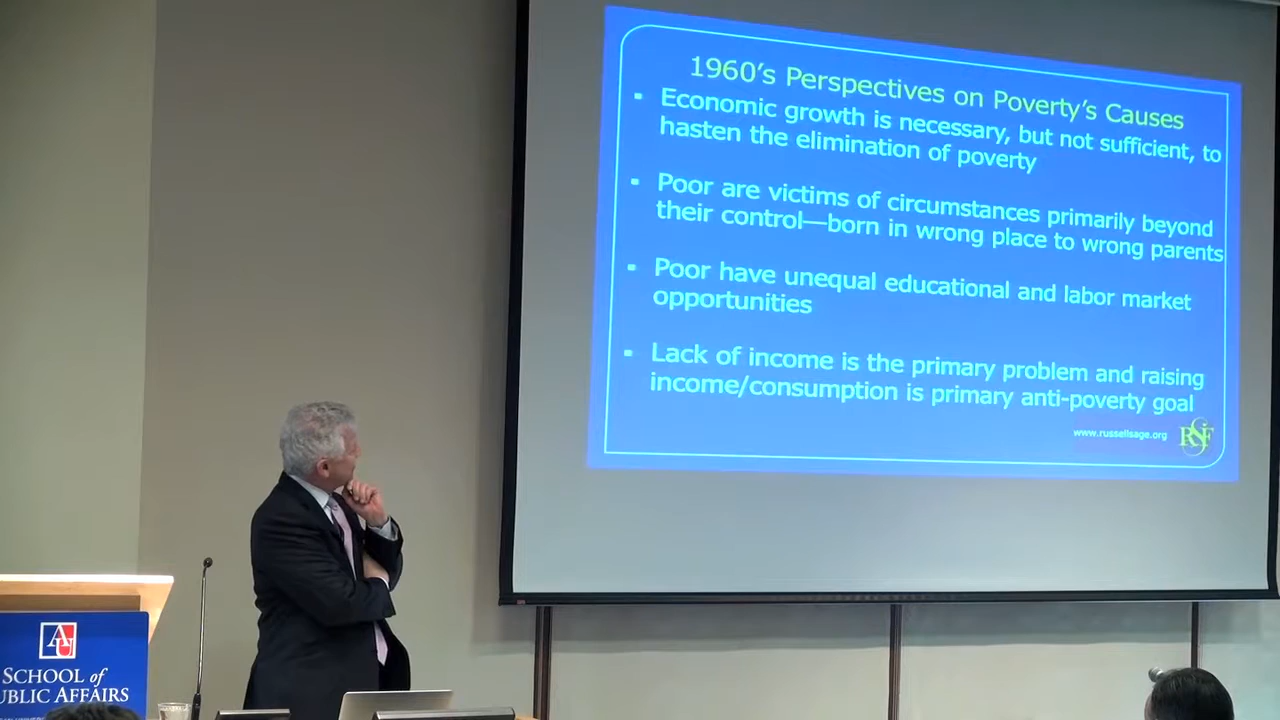 1960's Perspectives on Poverty's Causes
▪ Economic growth is necessary, but not sufficient, to
hasten the elimination of poverty
▪ Poor are victims of circumstances primarily beyond
their control—born in wrong place to wrong parents
▪ Poor have unequal educational and labor market
opportunities
▪ Lack of income is the primary problem and raising
income/consumption is primary anti-poverty goal
www.russellsage.org
RSF
AU
SCHOOL of
PUBLIC AFFAIRS